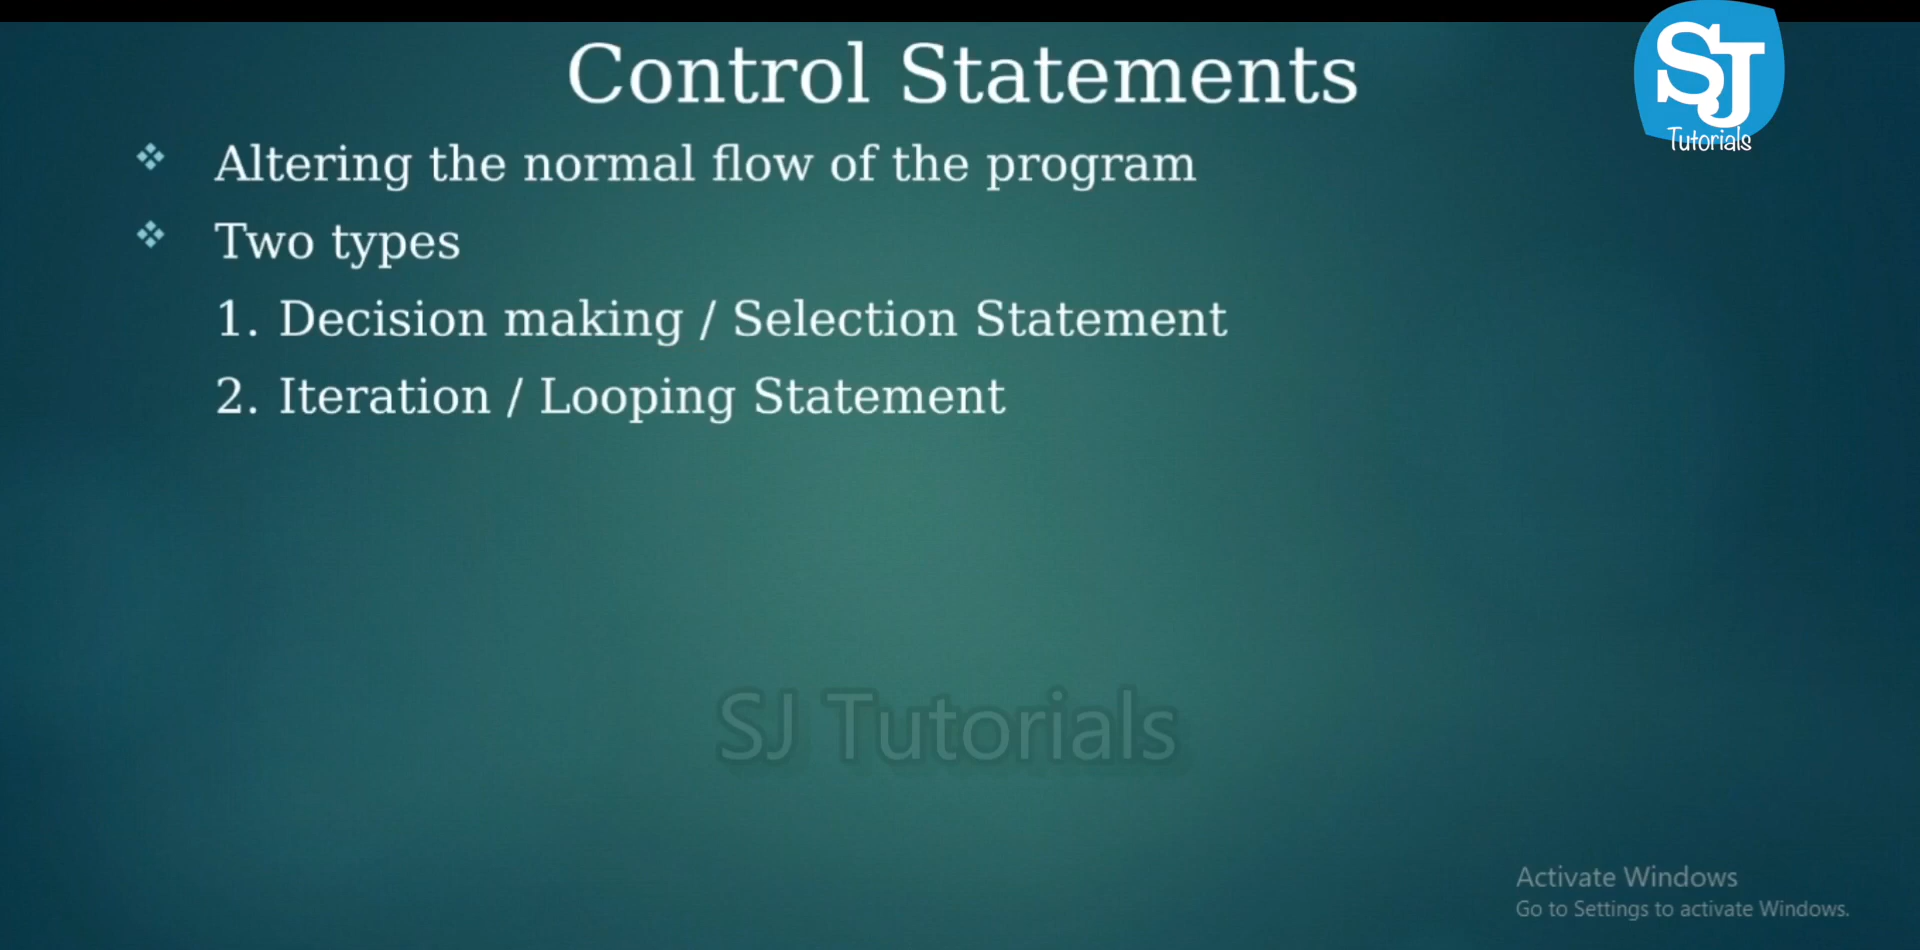 Control Statements
SJ
Tutorials
❖ Altering the normal flow of the program
❖ Two types
1. Decision making / Selection Statement
2. Iteration / Looping Statement
SJ Tutorials
Activate Windows
Go to Settings to activate Windows.